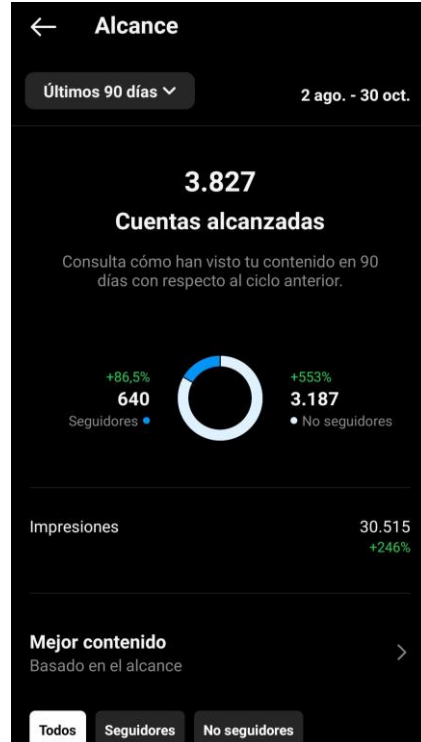 Alcance
Últimos 90 días
2 ago. - 30 oct.
3.827
Cuentas alcanzadas
Consulta cómo han visto tu contenido en 90
días con respecto al ciclo anterior.
+86,5%
640
Seguidores
+553%
3.187
No seguidores
Impresiones
30.515
+246%
Mejor contenido
Basado en el alcance
Todos Seguidores No seguidores